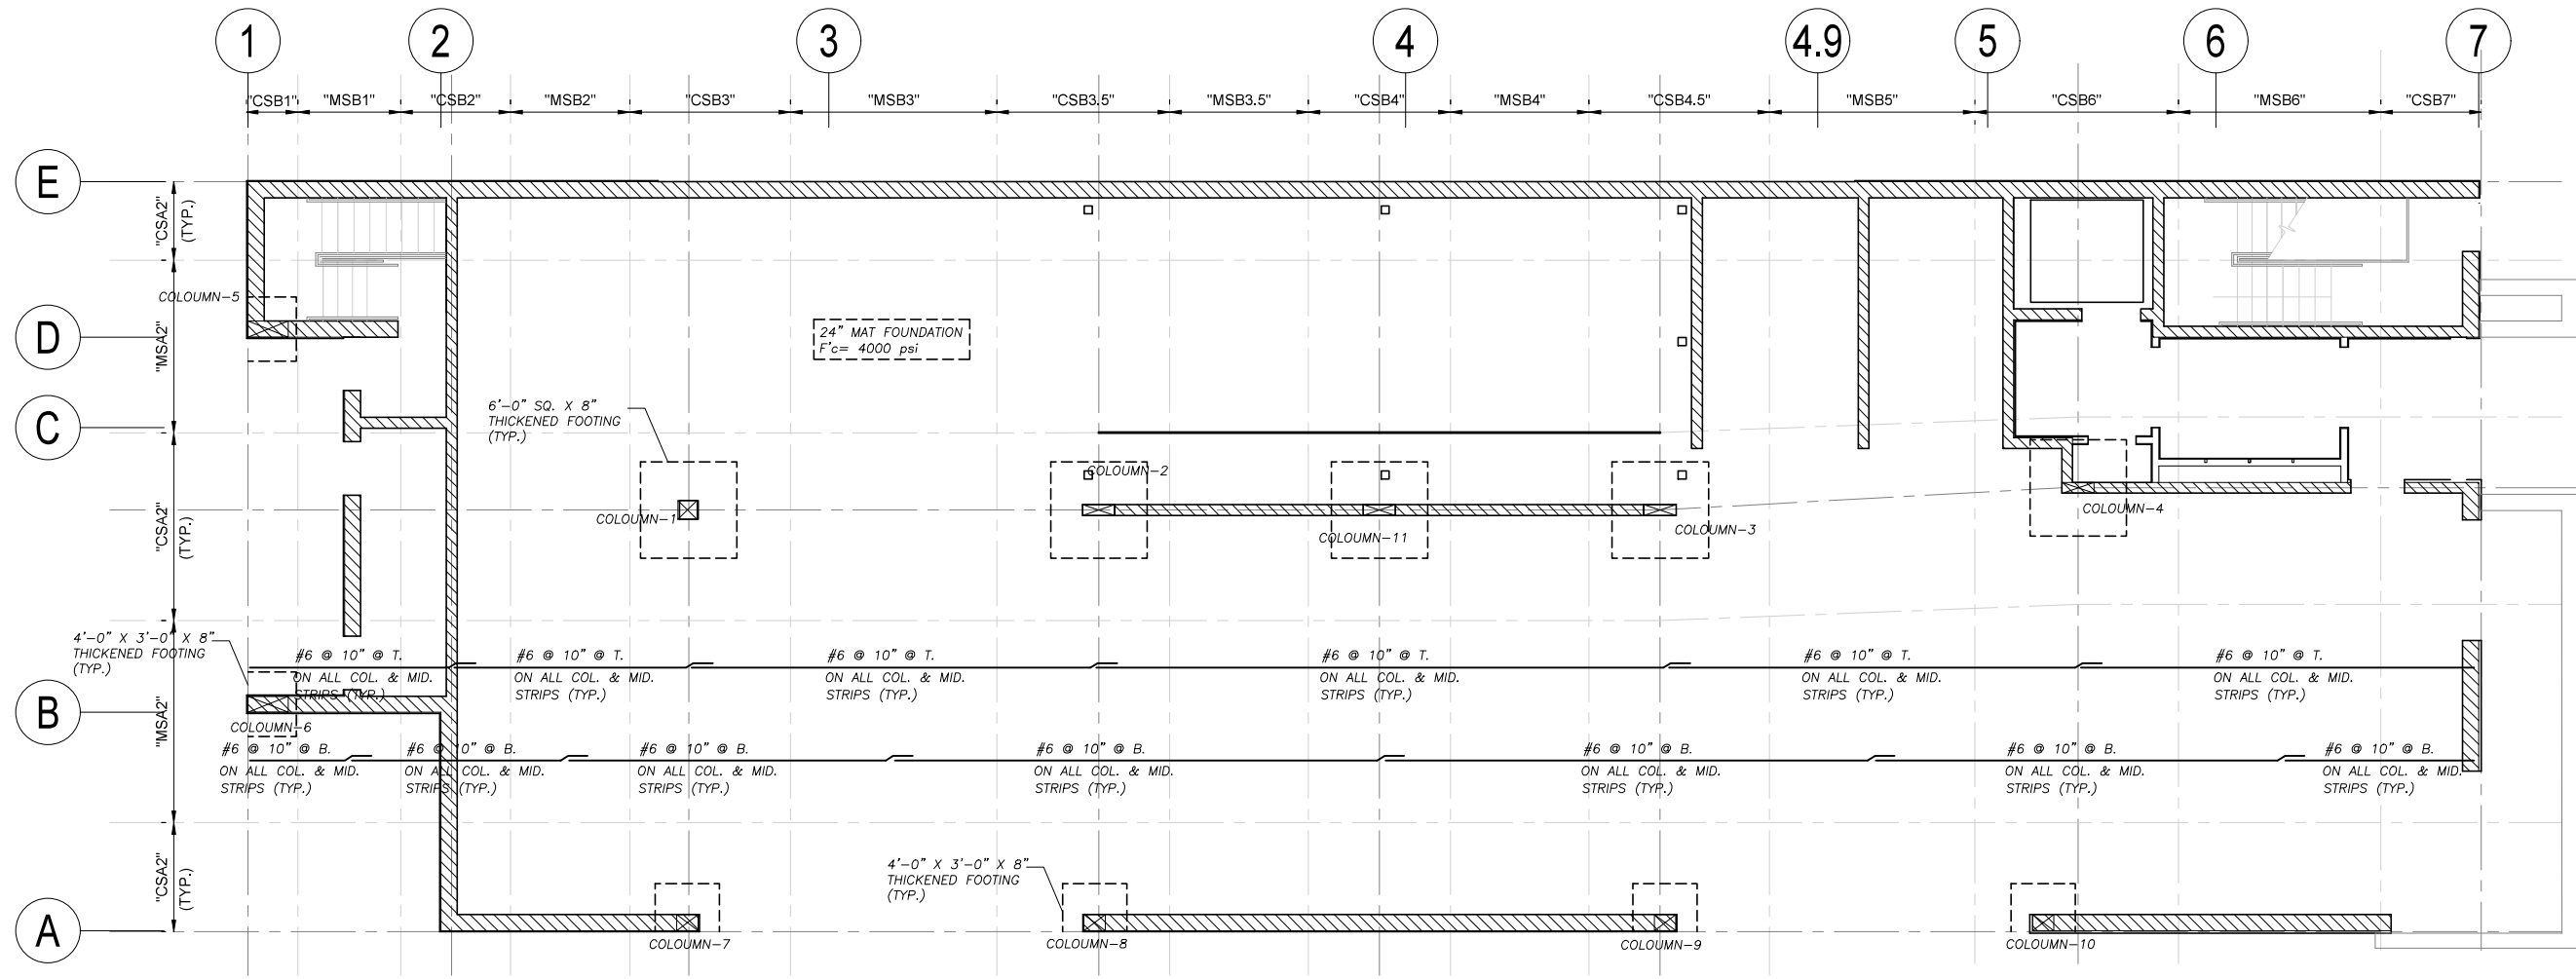 1
2
3
4
4.9
5
6
7
"CSB1"
"MSB1"
"CSB2"
"MSB2"
"CSB3"
"MSB3"
"CSB3.5"
"MSB3.5"
"CSB4"
"MSB4"
"CSB4.5"
"MSB5"
"CSB6"
"MSB6"
"CSB7"
E
"CSA2"
(TYP.)
COLOUMN-5
"MSA2"
D
24" MAT FOUNDATION
F'c= 4000 psi
C
6'-0" SQ. X 8"
THICKENED FOOTING
(TYP.)
"CSA2"
(TYP.)
COLOUMN-1
COLOUMN-2
COLOUMN-11
COLOUMN-3
COLOUMN-4
4'-0" X 3'-0" X 8"
THICKENED FOOTING
(TYP.)
#6 @ 10" @ T.
ON ALL COL. & MID.
STRIPS (TYP.)
#6 @ 10" @ T.
ON ALL COL. & MID.
STRIPS (TYP.)
#6 @ 10" @ T.
ON ALL COL. & MID.
STRIPS (TYP.)
#6 @ 10" @ T.
ON ALL COL. & MID.
STRIPS (TYP.)
#6 @ 10" @ T.
ON ALL COL. & MID.
STRIPS (TYP.)
#6 @ 10" @ T.
ON ALL COL. & MID.
STRIPS (TYP.)
"MSA2"
B
COLOUMN-6
#6 @ 10" @ B.
ON ALL COL. & MID.
STRIPS (TYP.)
#6 @ 10" @ B.
ON ALL COL. & MID.
STRIPS (TYP.)
#6 @ 10" @ B.
ON ALL COL. & MID.
STRIPS (TYP.)
#6 @ 10" @ B.
ON ALL COL. & MID.
STRIPS (TYP.)
#6 @ 10" @ B.
ON ALL COL. & MID.
STRIPS (TYP.)
#6 @ 10" @ B.
ON ALL COL. & MID.
STRIPS (TYP.)
#6 @ 10" @ B.
ON ALL COL. & MID.
STRIPS (TYP.)
"CSA2"
(TYP.)
4'-0" X 3'-0" X 8"
THICKENED FOOTING
(TYP.)
A
COLOUMN-7
COLOUMN-8
COLOUMN-9
COLOUMN-10